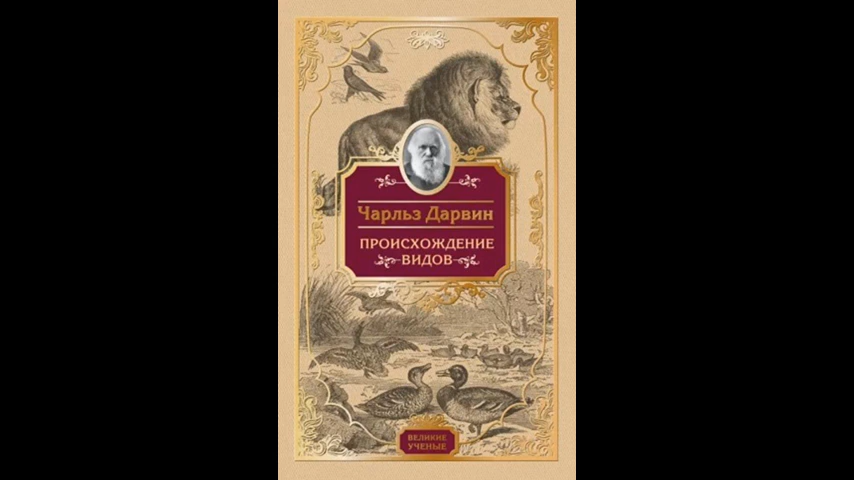 Чарльз Дарвин
ПРОИСХОЖДЕНИЕ
ВИДОВ
ВЕЛИКИЕ
УЧЕНЫЕ